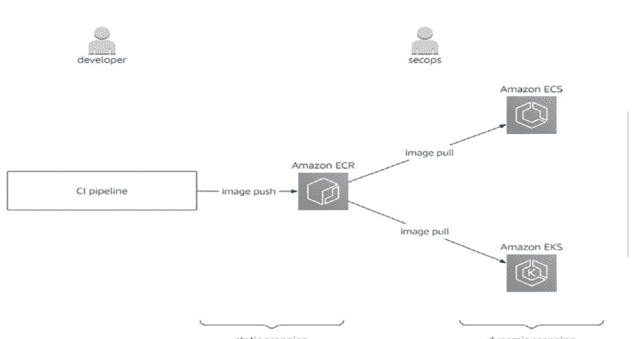 developer
secops
Amazon ECS
image pull
Amazon ECR
CI pipeline
image push
image pull
Amazon EKS
K